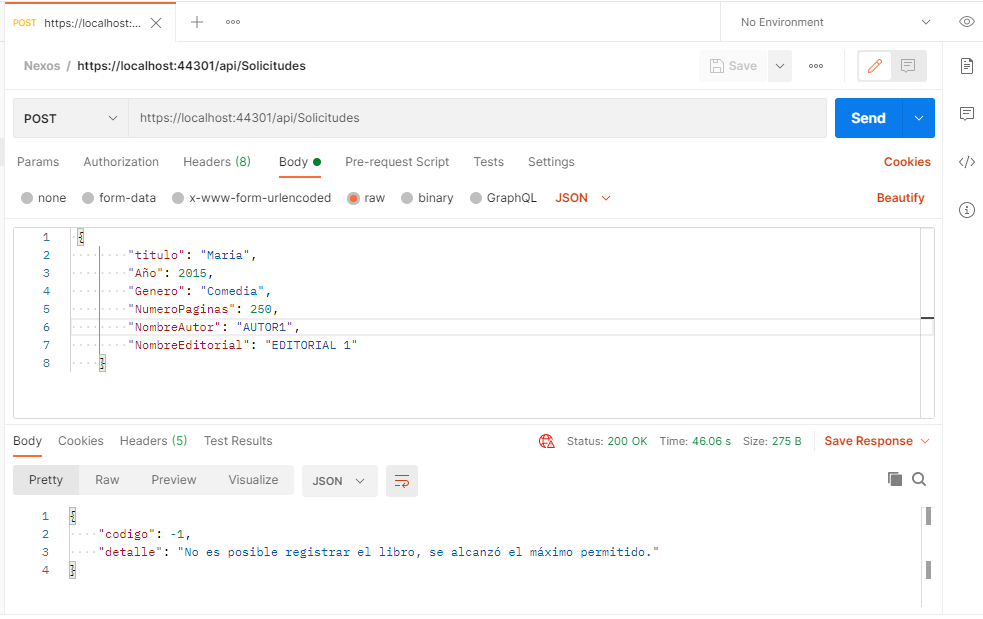 POST https://localhost:...
No Environment
Nexos / https://localhost:44301/api/Solicitudes
Save
POST
https://localhost:44301/api/Solicitudes
Send
Params Authorization Headers (8) Body Pre-request Script Tests Settings Cookies
none form-data x-www-form-urlencoded raw binary GraphQL JSON Beautify
1 {
2 "titulo": "Maria",
3 "Año": 2015,
4 "Genero": "Comedia",
5 "NumeroPaginas": 250,
6 "NombreAutor": "AUTOR1",
7 "NombreEditorial": "EDITORIAL 1"
8 }
Body Cookies Headers (5) Test Results Status: 200 OK Time: 46.06 s Size: 275 B Save Response
Pretty Raw Preview Visualize JSON
1 {
2 "codigo": -1,
3 "detalle": "No es posible registrar el libro, se alcanzó el máximo permitido."
4 }